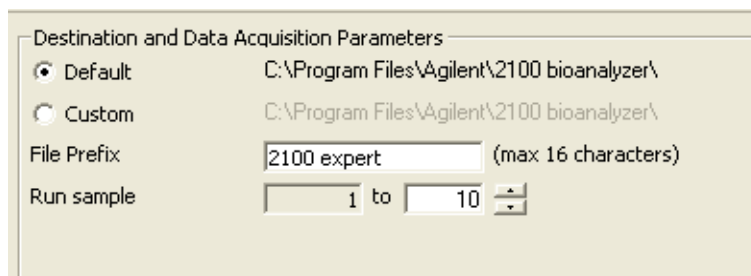 Destination and Data Acquisition Parameters
Default C:\Program Files\Agilent\2100 bioanalyzer\
Custom C:\Program Files\Agilent\2100 bioanalyzer\
File Prefix 2100 expert (max 16 characters)
Run sample 1 to 10